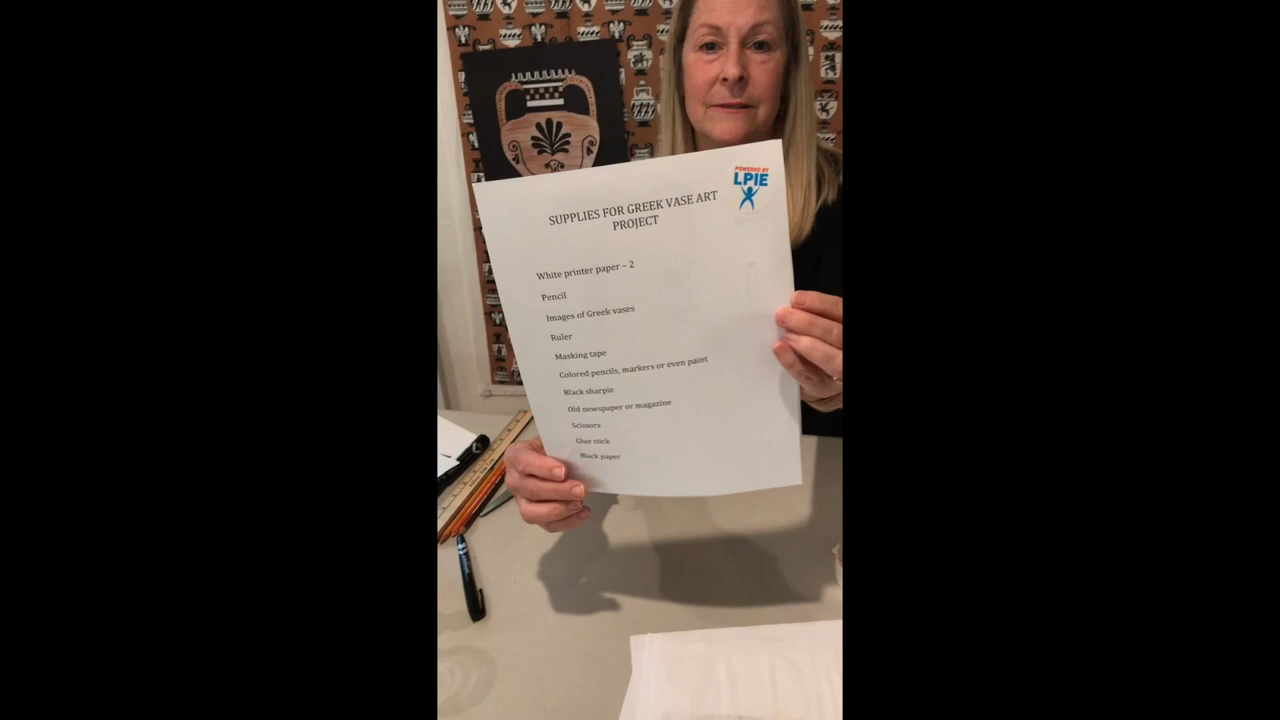 POWERED BY
LPIE
SUPPLIES FOR GREEK VASE ART
PROJECT
White printer paper – 2
Pencil
Images of Greek vases
Ruler
Masking tape
Colored pencils, markers or even paint
Black sharpie
Old newspaper or magazine
Scissors
Glue stick
Black paper